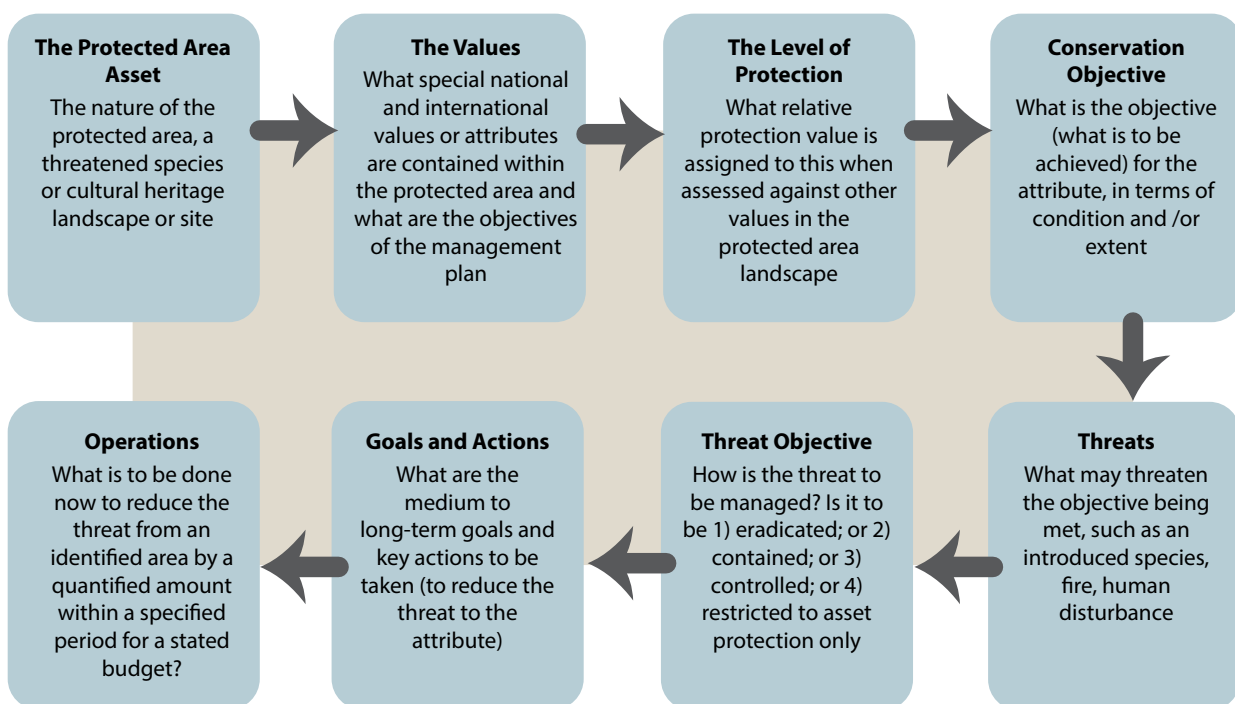 The Protected Area
Asset
The nature of the
protected area, a
threatened species
or cultural heritage
landscape or site
The Values
What special national
and international
values or attributes
are contained within
the protected area and
what are the objectives
of the management
plan
The Level of
Protection
What relative
protection value is
assigned to this when
assessed against other
values in the
protected area
landscape
Conservation
Objective
What is the objective
(what is to be
achieved) for the
attribute, in terms of
condition and /or
extent
Threats
What may threaten
the objective being
met, such as an
introduced species,
fire, human
disturbance
Threat Objective
How is the threat to
be managed? Is it to
be 1) eradicated; or 2)
contained; or 3)
controlled; or 4)
restricted to asset
protection only
Goals and Actions
What are the
medium to
long-term goals and
key actions to be
taken (to reduce the
threat to the
attribute)
Operations
What is to be done
now to reduce the
threat from an
identified area by a
quantified amount
within a specified
period for a stated
budget?